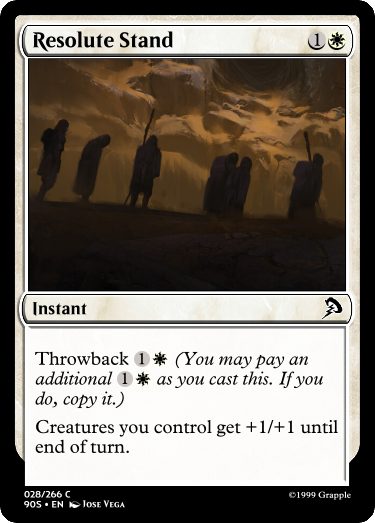 Resolute Stand 1
Instant
Throwback 1 (You may pay an
additional 1 as you cast this. If you
do, copy it.)
Creatures you control get +1/+1 until
end of turn.
028/266 C
90S • EN Jose Vega
©1999 Grapple